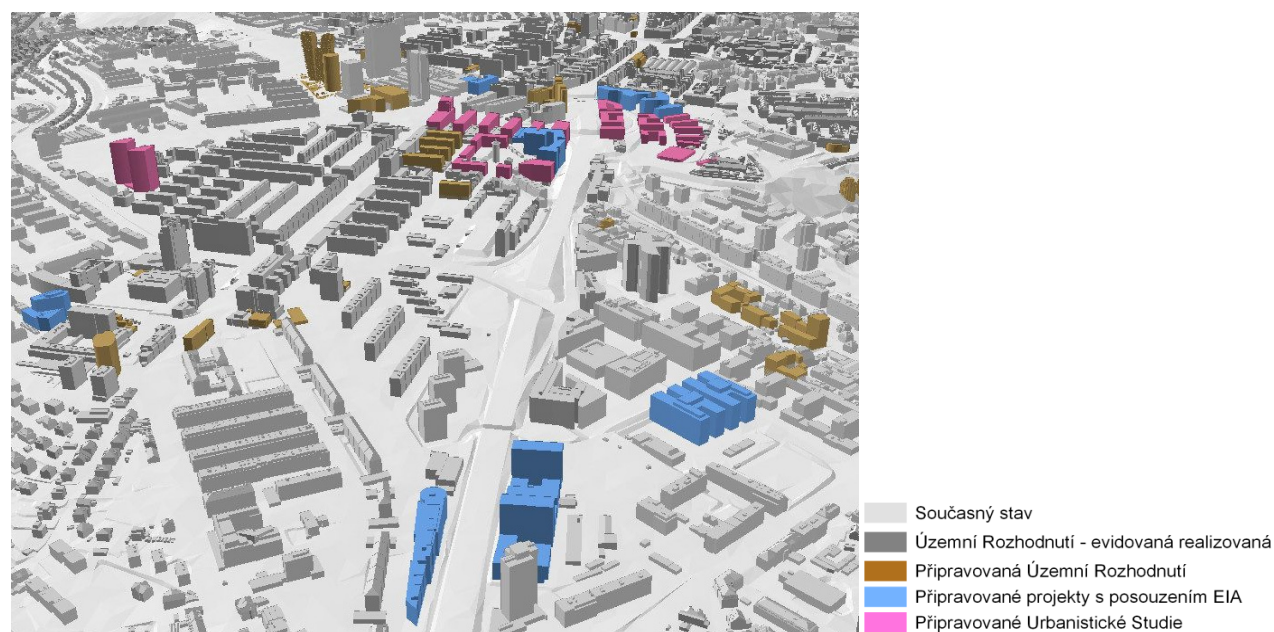 Současný stav
Územní Rozhodnutí - evidovaná realizovaná
Připravovaná Územní Rozhodnutí
Připravované projekty s posouzením EIA
Připravované Urbanistické Studie